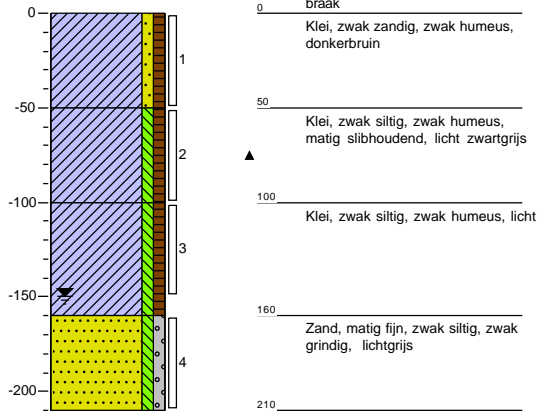 braak
0
0
Klei, zwak zandig, zwak humeus,
donkerbruin
1
-50
50
Klei, zwak siltig, zwak humeus,
matig slibhoudend, licht zwartgrijs
2
-100
100
Klei, zwak siltig, zwak humeus, licht
3
-150
160
Zand, matig fijn, zwak siltig, zwak
grindig, lichtgrijs
4
-200
210